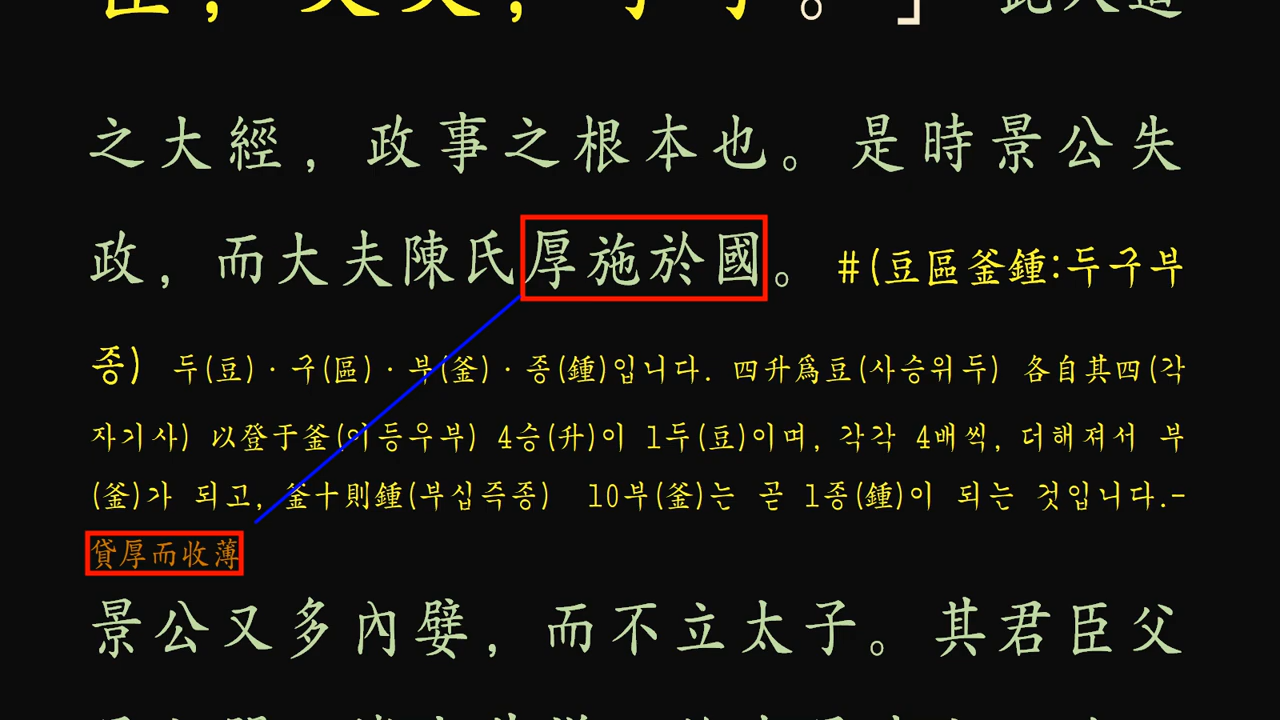 之大經, 政事之根本也。 是時景公失
政, 而大夫陳氏厚施於國。 #(豆區釜鍾:두구부
종) 두(豆)·구(區)·부(釜)·종(鍾)입니다. 四升爲豆(사승위두) 各自其四(각
자기사) 以登于釜(이등우부) 4승(升)이 1두(豆)이며, 각각 4배씩, 더해져서 부
(釜)가 되고, 釜十則鍾(부십즉종) 10부(釜)는 곧 1종(鍾)이 되는 것입니다.-
貸厚而收薄
景公又多內嬖, 而不立太子。 其君臣父